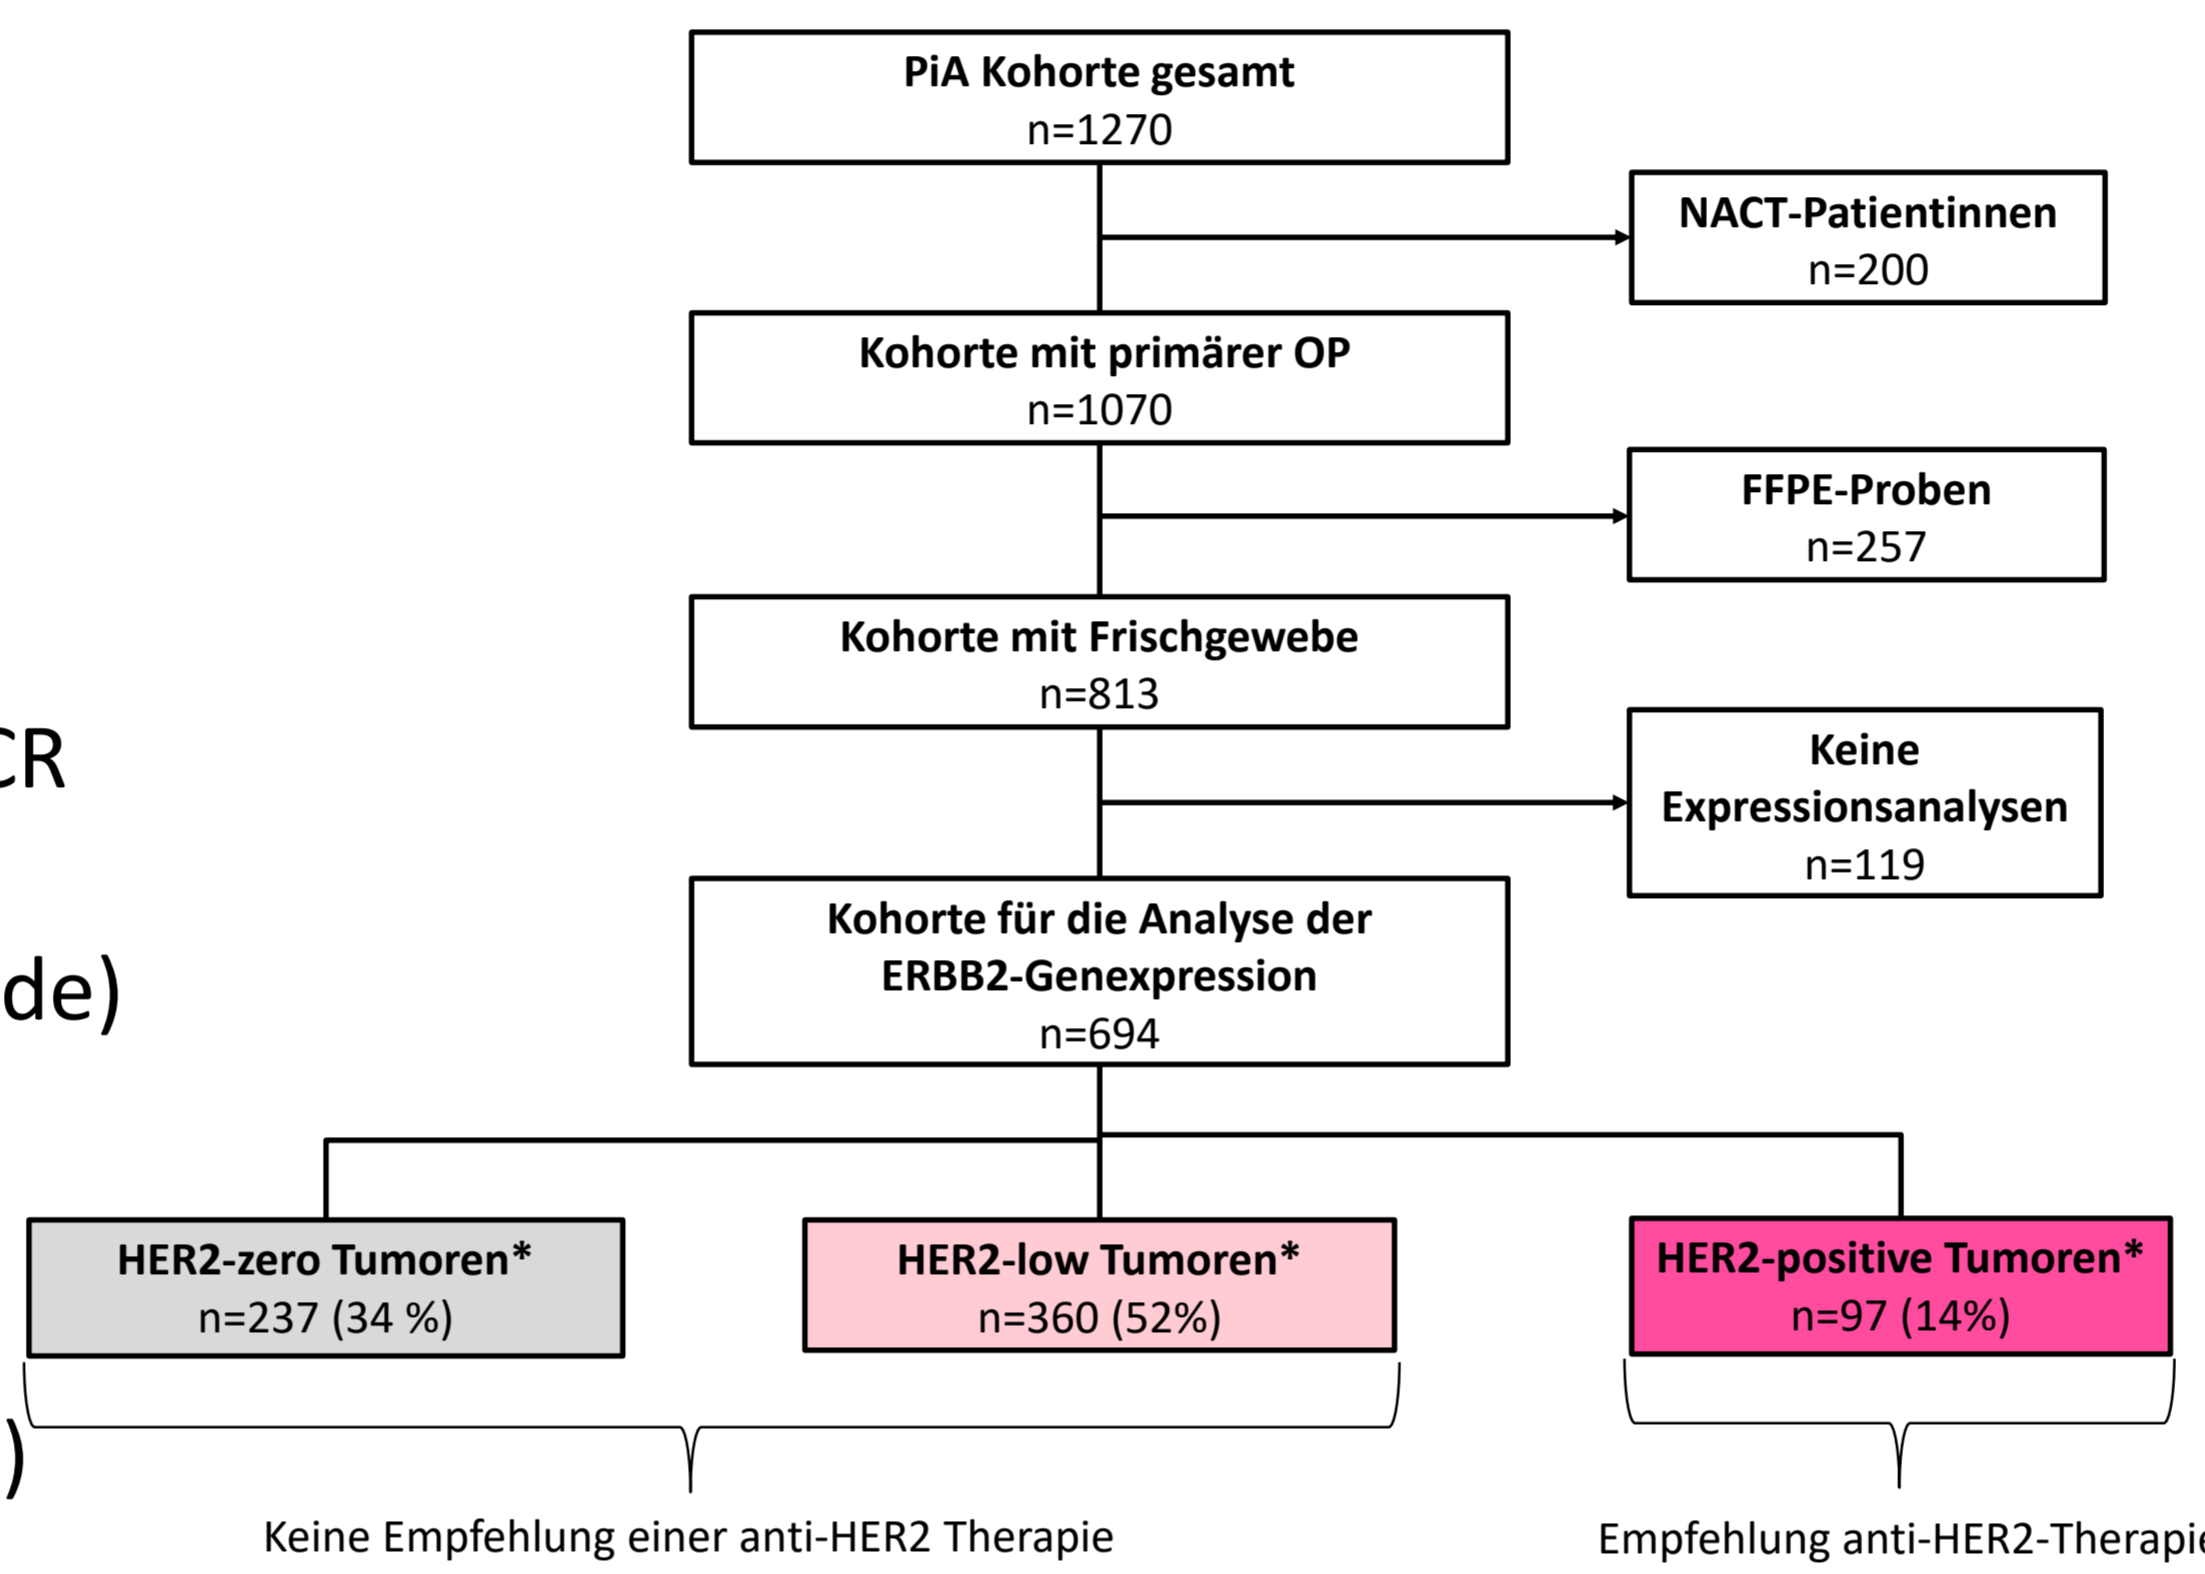 PiA Kohorte gesamt
n=1270
NACT-Patientinnen
n=200
Kohorte mit primärer OP
n=1070
FFPE-Proben
n=257
Kohorte mit Frischgewebe
n=813
CR
Keine
Expressionsanalysen
n=119
Kohorte für die Analyse der
ERBB2-Genexpression
n=694
de)
HER2-zero Tumoren*
n=237 (34 %)
HER2-low Tumoren*
n=360 (52%)
HER2-positive Tumoren*
n=97 (14%)
)
Keine Empfehlung einer anti-HER2 Therapie
Empfehlung anti-HER2-Therapie